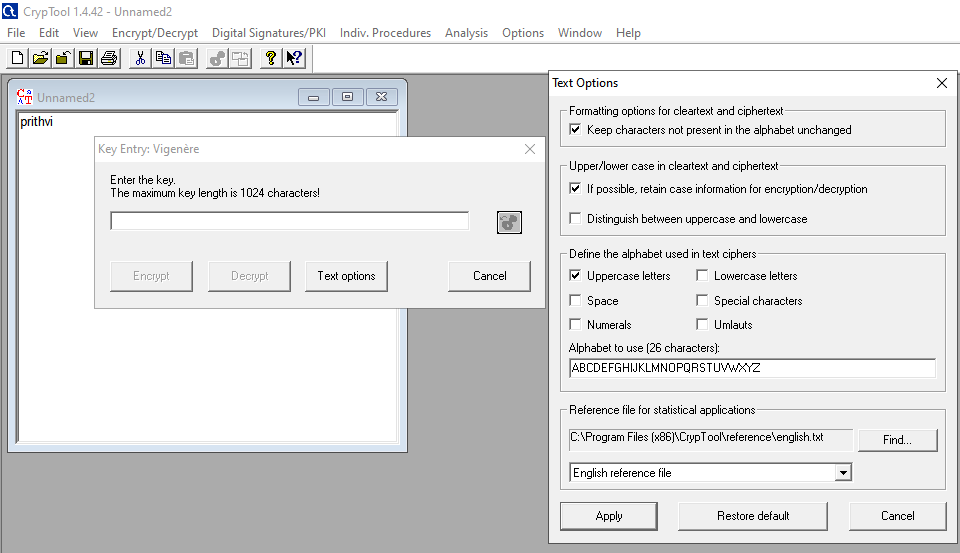 CrypTool 1.4.42 - Unnamed2
File Edit View Encrypt/Decrypt Digital Signatures/PKI Indiv. Procedures Analysis Options Window Help
Unnamed2
prithvi
Key Entry: Vigenère
Enter the key.
The maximum key length is 1024 characters!
Encrypt Decrypt Text options Cancel
Text Options
Formatting options for cleartext and ciphertext
Keep characters not present in the alphabet unchanged
Upper/lower case in cleartext and ciphertext
If possible, retain case information for encryption/decryption
Distinguish between uppercase and lowercase
Define the alphabet used in text ciphers
Uppercase letters Lowercase letters
Space Special characters
Numerals Umlauts
Alphabet to use (26 characters):
ABCDEFGHIJKLMNOPQRSTUVWXYZ
Reference file for statistical applications
C:\Program Files (x86)\CrypTool\reference\english.txt Find...
English reference file
Apply Restore default Cancel